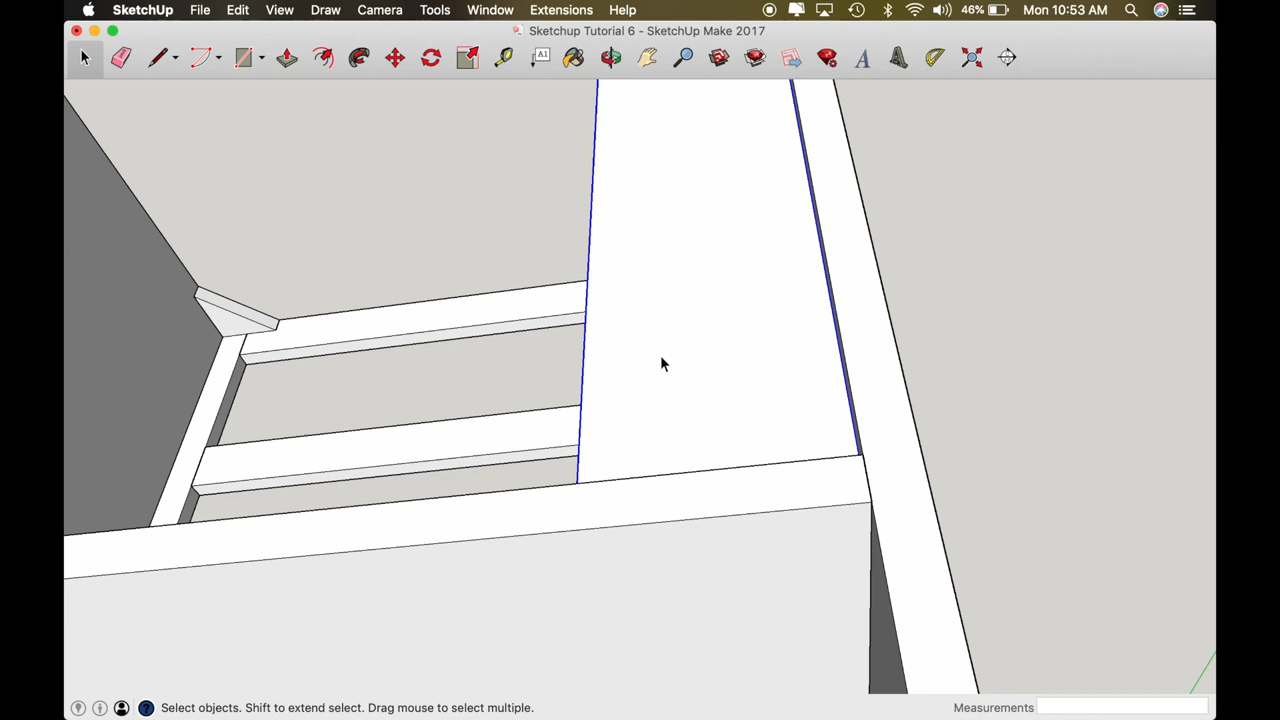 SketchUp File Edit View Draw Camera Tools Window Extensions Help 46% Mon 10:53 AM
Sketchup Tutorial 6 - SketchUp Make 2017
A1
Select objects. Shift to extend select. Drag mouse to select multiple. Measurements